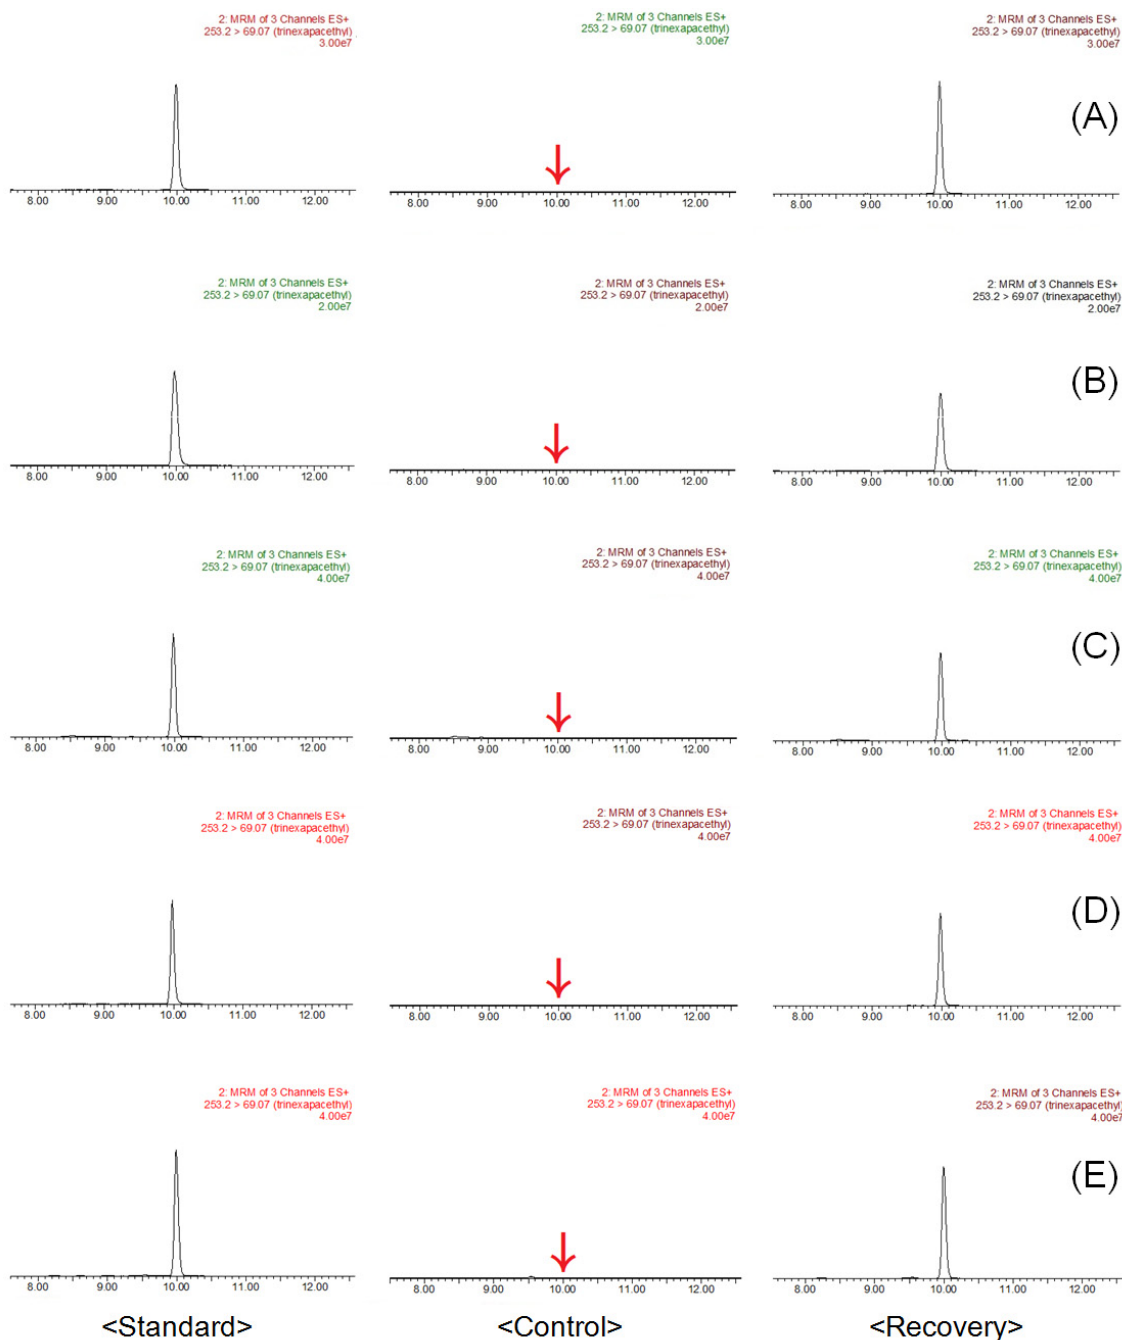 2: MRM of 3 Channels ES+
253.2 > 69.07 (trinexapacethyl)
3.00e7
2: MRM of 3 Channels ES+
253.2 > 69.07 (trinexapacethyl)
3.00e7
2: MRM of 3 Channels ES+
253.2 > 69.07 (trinexapacethyl)
3.00e7
(A)
8.00 9.00 10.00 11.00 12.00
8.00 9.00 10.00 11.00 12.00
8.00 9.00 10.00 11.00 12.00
2: MRM of 3 Channels ES+
253.2 > 69.07 (trinexapacethyl)
2.00e7
2: MRM of 3 Channels ES+
253.2 > 69.07 (trinexapacethyl)
2.00e7
2: MRM of 3 Channels ES+
253.2 > 69.07 (trinexapacethyl)
2.00e7
(B)
8.00 9.00 10.00 11.00 12.00
8.00 9.00 10.00 11.00 12.00
8.00 9.00 10.00 11.00 12.00
2: MRM of 3 Channels ES+
253.2 > 69.07 (trinexapacethyl)
4.00e7
2: MRM of 3 Channels ES+
253.2 > 69.07 (trinexapacethyl)
4.00e7
2: MRM of 3 Channels ES+
253.2 > 69.07 (trinexapacethyl)
4.00e7
(C)
8.00 9.00 10.00 11.00 12.00
8.00 9.00 10.00 11.00 12.00
8.00 9.00 10.00 11.00 12.00
2: MRM of 3 Channels ES+
253.2 > 69.07 (trinexapacethyl)
4.00e7
2: MRM of 3 Channels ES+
253.2 > 69.07 (trinexapacethyl)
4.00e7
2: MRM of 3 Channels ES+
253.2 > 69.07 (trinexapacethyl)
4.00e7
(D)
8.00 9.00 10.00 11.00 12.00
8.00 9.00 10.00 11.00 12.00
8.00 9.00 10.00 11.00 12.00
2: MRM of 3 Channels ES+
253.2 > 69.07 (trinexapacethyl)
4.00e7
2: MRM of 3 Channels ES+
253.2 > 69.07 (trinexapacethyl)
4.00e7
2: MRM of 3 Channels ES+
253.2 > 69.07 (trinexapacethyl)
4.00e7
(E)
8.00 9.00 10.00 11.00 12.00
8.00 9.00 10.00 11.00 12.00
8.00 9.00 10.00 11.00 12.00
<Standard> <Control> <Recovery>